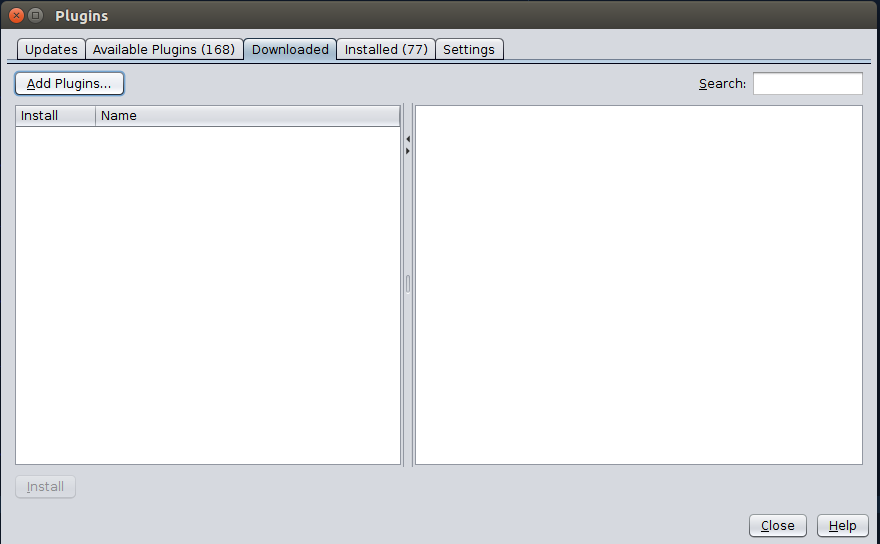 Plugins
Updates Available Plugins (168) Downloaded Installed (77) Settings
Add Plugins... Search:
Install Name
Install
Close Help